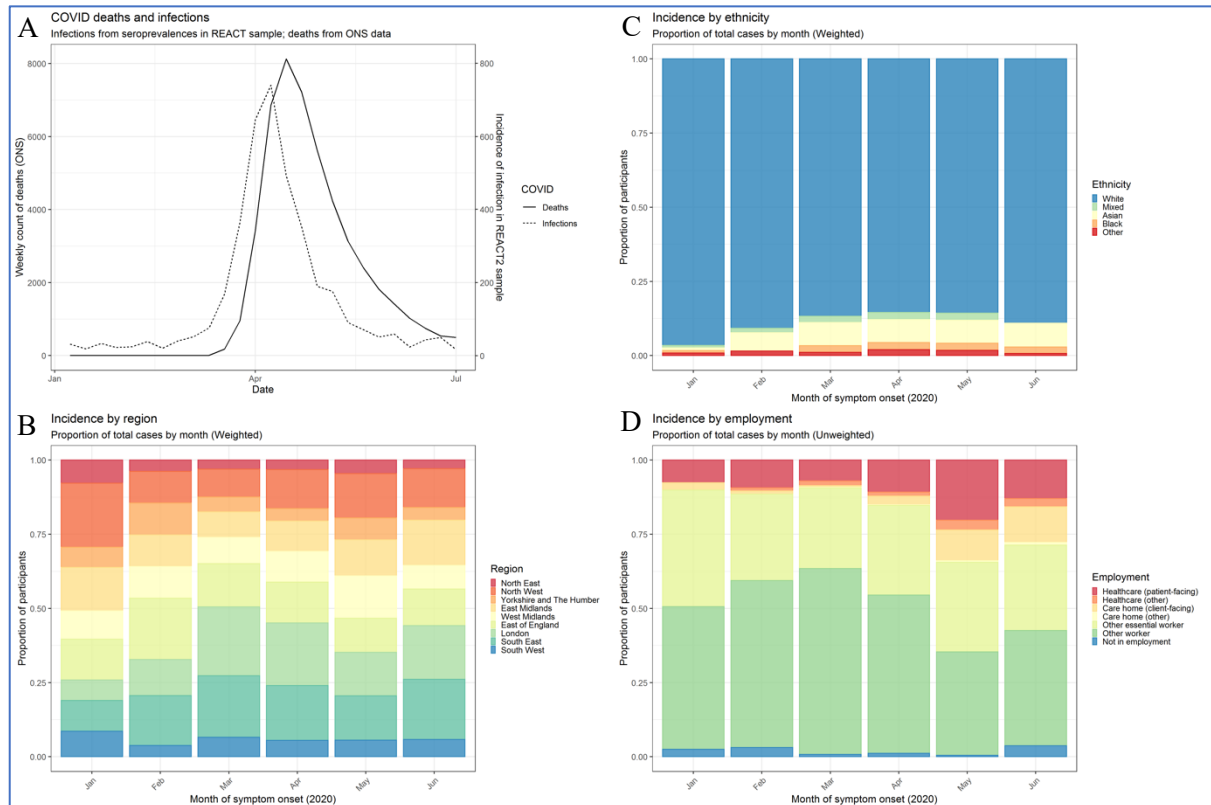 A
COVID deaths and infections
Infections from seroprevalences in REACT sample; deaths from ONS data
8000
6000
4000
2000
0
Weekly count of deaths (ONS)
800
600
400
200
0
Incidence of infection in REACT2 sample
Jan
Apr
Jul
Date
COVID
Deaths
Infections
C
Incidence by ethnicity
Proportion of total cases by month (Weighted)
1.00
0.75
0.50
0.25
0.00
Proportion of participants
Jan
Feb
Mar
Apr
May
Jun
Month of symptom onset (2020)
Ethnicity
White
Mixed
Asian
Black
Other
B
Incidence by region
Proportion of total cases by month (Weighted)
1.00
0.75
0.50
0.25
0.00
Proportion of participants
Jan
Feb
Mar
Apr
May
Jun
Month of symptom onset (2020)
Region
North East
North West
Yorkshire and The Humber
East Midlands
West Midlands
East of England
London
South East
South West
D
Incidence by employment
Proportion of total cases by month (Unweighted)
1.00
0.75
0.50
0.25
0.00
Proportion of participants
Jan
Feb
Mar
Apr
May
Jun
Month of symptom onset (2020)
Employment
Healthcare (patient-facing)
Healthcare (other)
Care home (client-facing)
Care home (other)
Other essential worker
Other worker
Not in employment